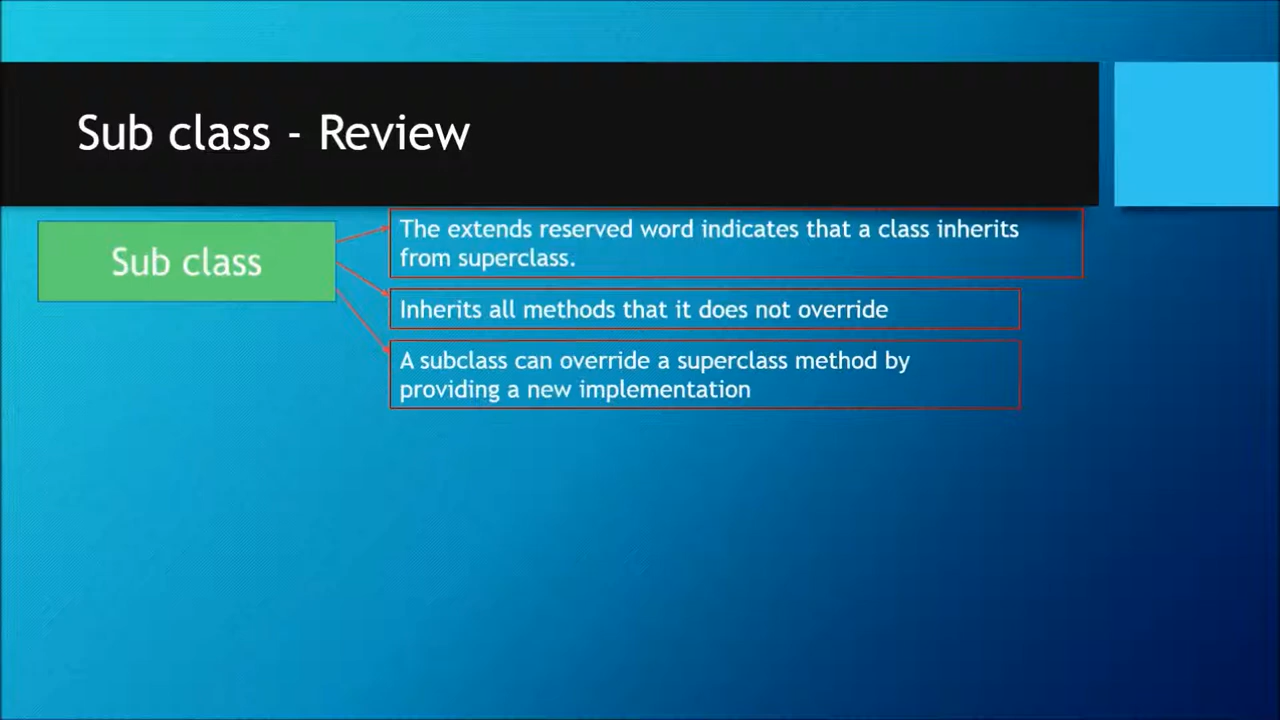 Sub class - Review
Sub class
The extends reserved word indicates that a class inherits
from superclass.
Inherits all methods that it does not override
A subclass can override a superclass method by
providing a new implementation